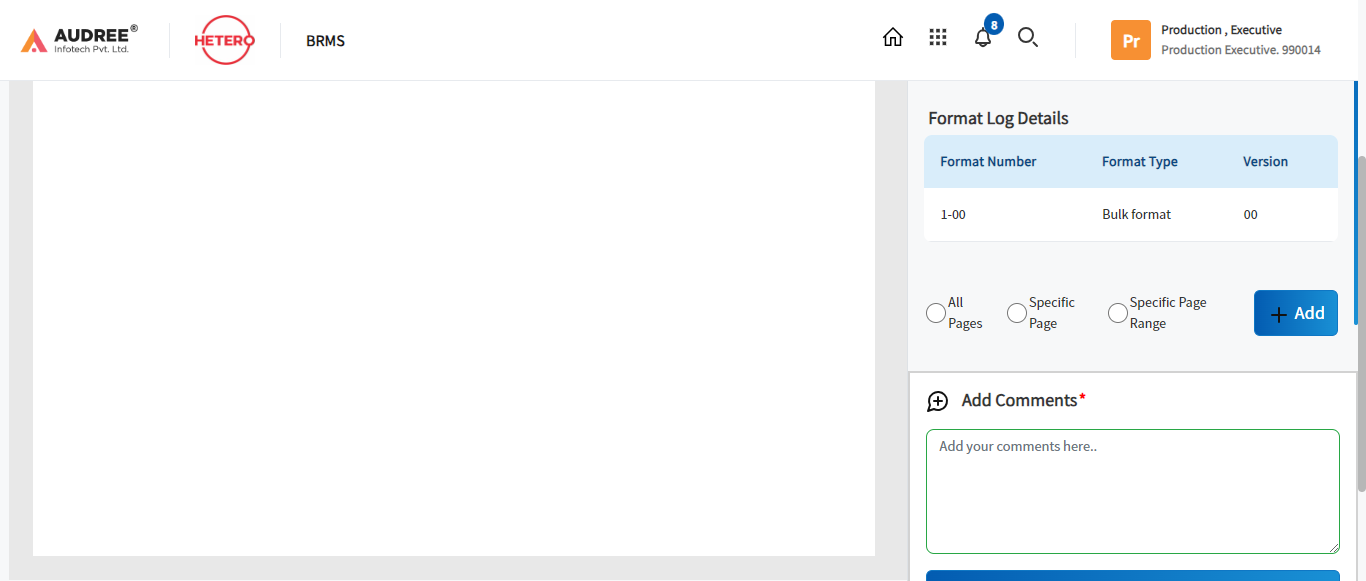 AUDREE®
Infotech Pvt. Ltd.
HETERO
BRMS
8
Pr
Production , Executive
Production Executive. 990014
Format Log Details
Format Number Format Type Version
1-00 Bulk format 00
All Pages
Specific Page
Specific Page Range
Add
Add Comments*
Add your comments here..